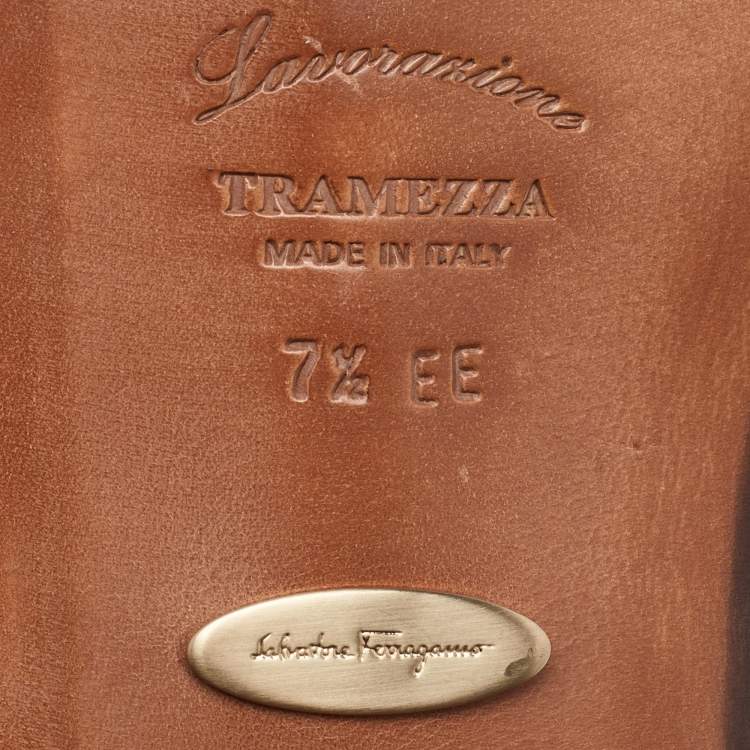 Lavorazione
TRAMEZZA
MADE IN ITALY
7½ EE
Salvatore Ferragamo